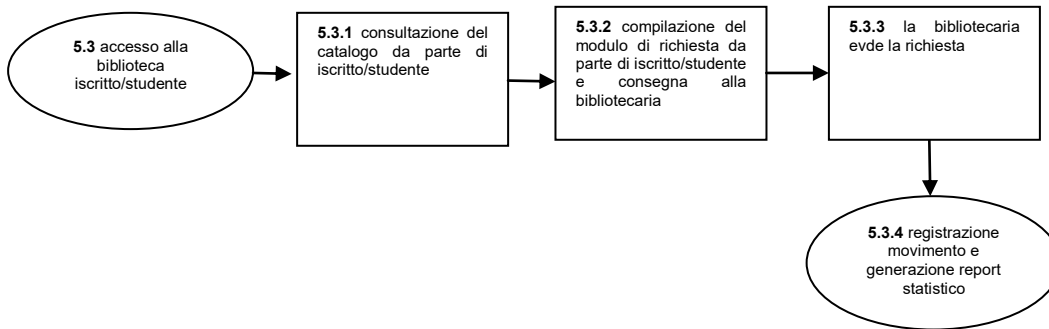 5.3 accesso alla
biblioteca
iscritto/studente
5.3.1 consultazione del
catalogo da parte di
iscritto/studente
5.3.2 compilazione del
modulo di richiesta da
parte di iscritto/studente
e consegna alla
bibliotecaria
5.3.3 la bibliotecaria
evde la richiesta
5.3.4 registrazione
movimento e
generazione report
statistico